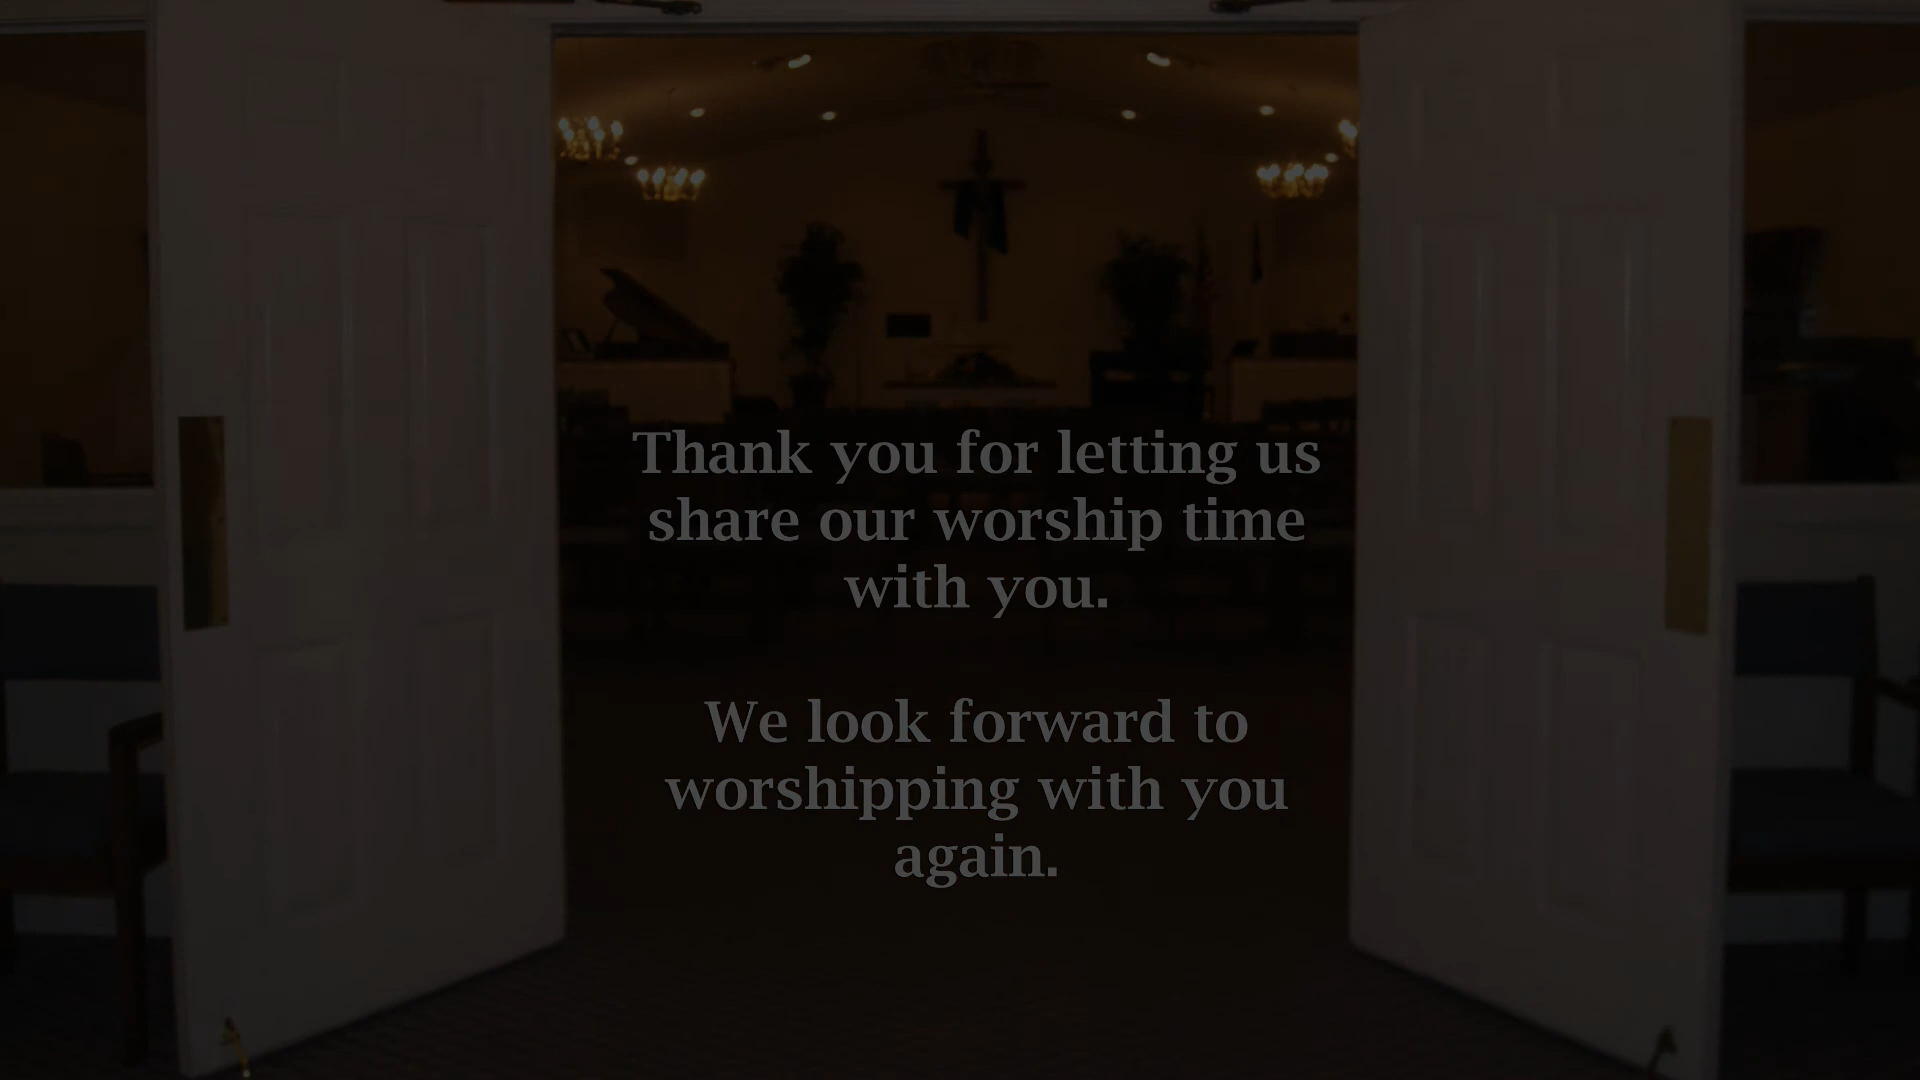 Thank you for letting us
share our worship time
with you.
We look forward to
worshipping with you
again.